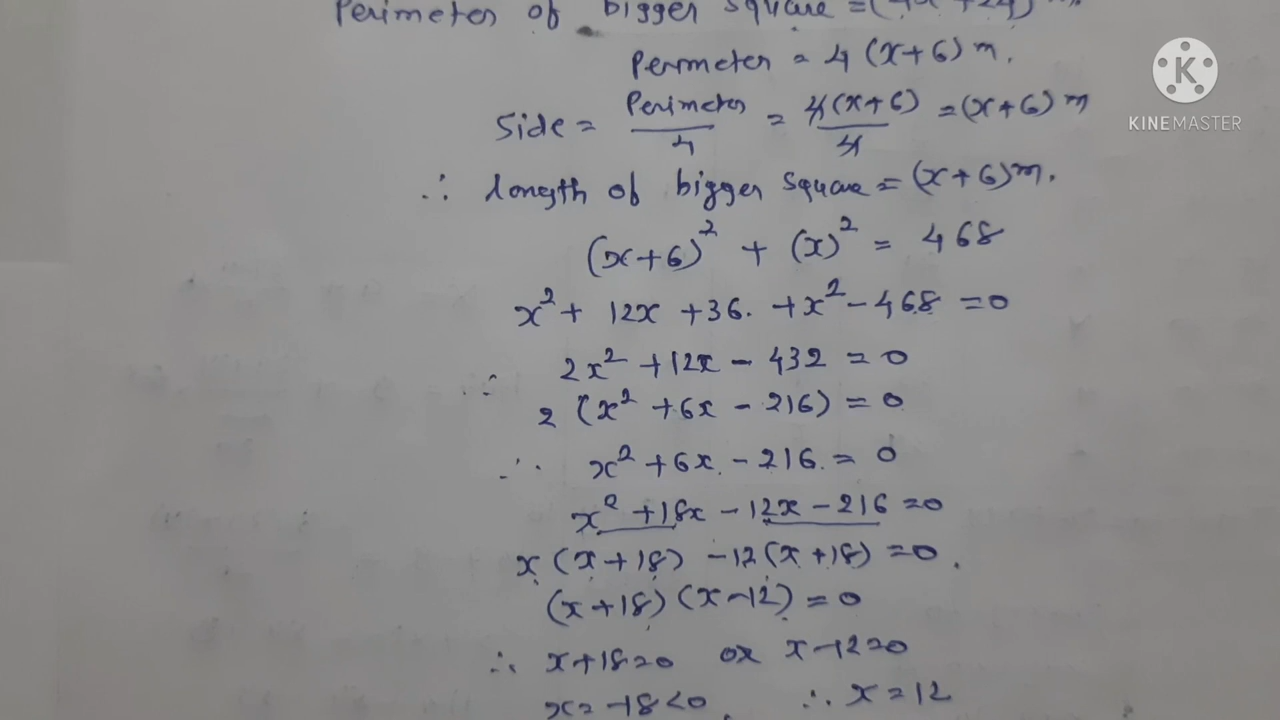 Perimeter of bigger square = (4x + 24) m.
Permeter = 4 (x+6) m.
Side = Perimeter / 4 = 4(x+6) / 4 = (x+6) m
∴ length of bigger square = (x+6) m.
(x+6)² + (x)² = 468
x² + 12x + 36. + x² - 468 = 0
∴ 2x² + 12x - 432 = 0
2 (x² + 6x - 216) = 0
∴ x² + 6x - 216. = 0
x² + 18x - 12x - 216 = 0
x (x + 18) - 12 (x + 18) = 0.
(x + 18) (x - 12) = 0
∴ x + 18 = 0 or x - 12 = 0
x = -18 < 0. ∴ x = 12
K
KINEMASTER